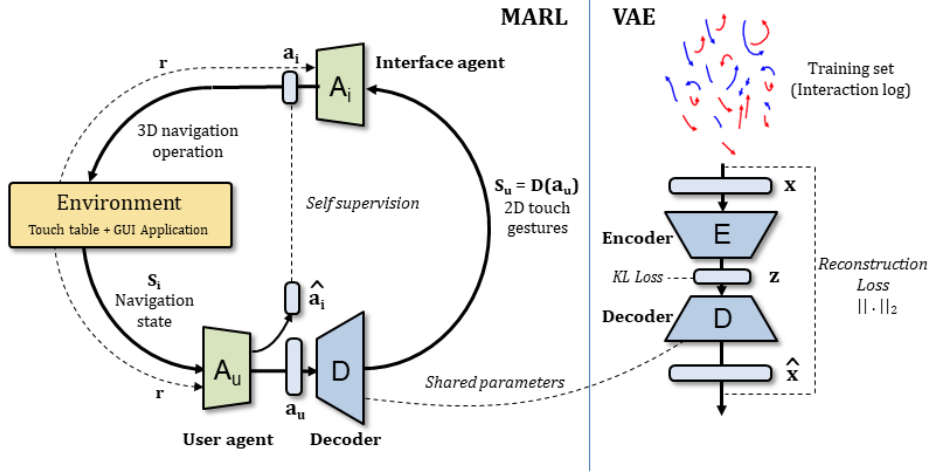 MARL
VAE
r
a_i
A_i
Interface agent
3D navigation
operation
Environment
Touch table + GUI Application
Self supervision
S_u = D(a_u)
2D touch
gestures
S_i
Navigation
state
â_i
A_u
r
a_u
D
User agent
Decoder
Shared parameters
Training set
(Interaction log)
x
Encoder
E
KL Loss
z
Decoder
D
Reconstruction
Loss
||.||₂
x̂